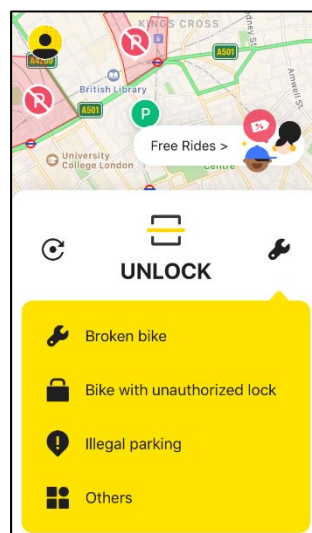 KINGS CROSS
A501
A4200
British Library
A501
P
Free Rides >
University
College London
Centre
UNLOCK
Broken bike
Bike with unauthorized lock
Illegal parking
Others